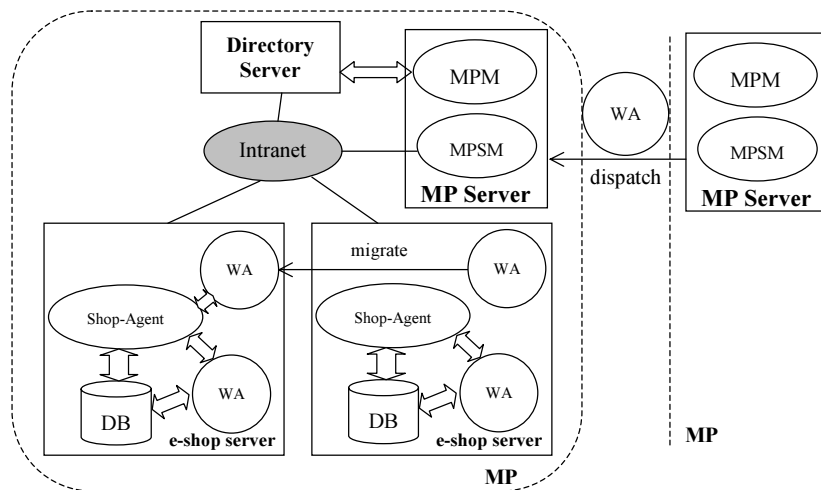 Directory
Server
MPM
MPSM
MP Server
Intranet
WA
dispatch
MPM
MPSM
MP Server
WA
migrate
WA
Shop-Agent
Shop-Agent
WA
WA
DB
DB
e-shop server
e-shop server
MP
MP